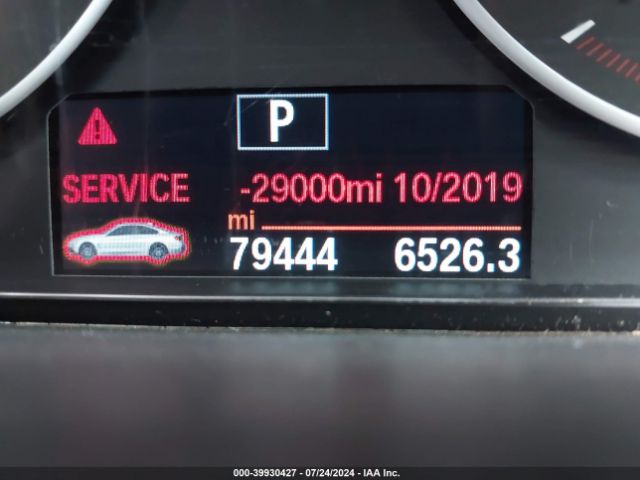 P
SERVICE -29000mi 10/2019
mi
79444 6526.3
000-39930427 - 07/24/2024 - IAA Inc.